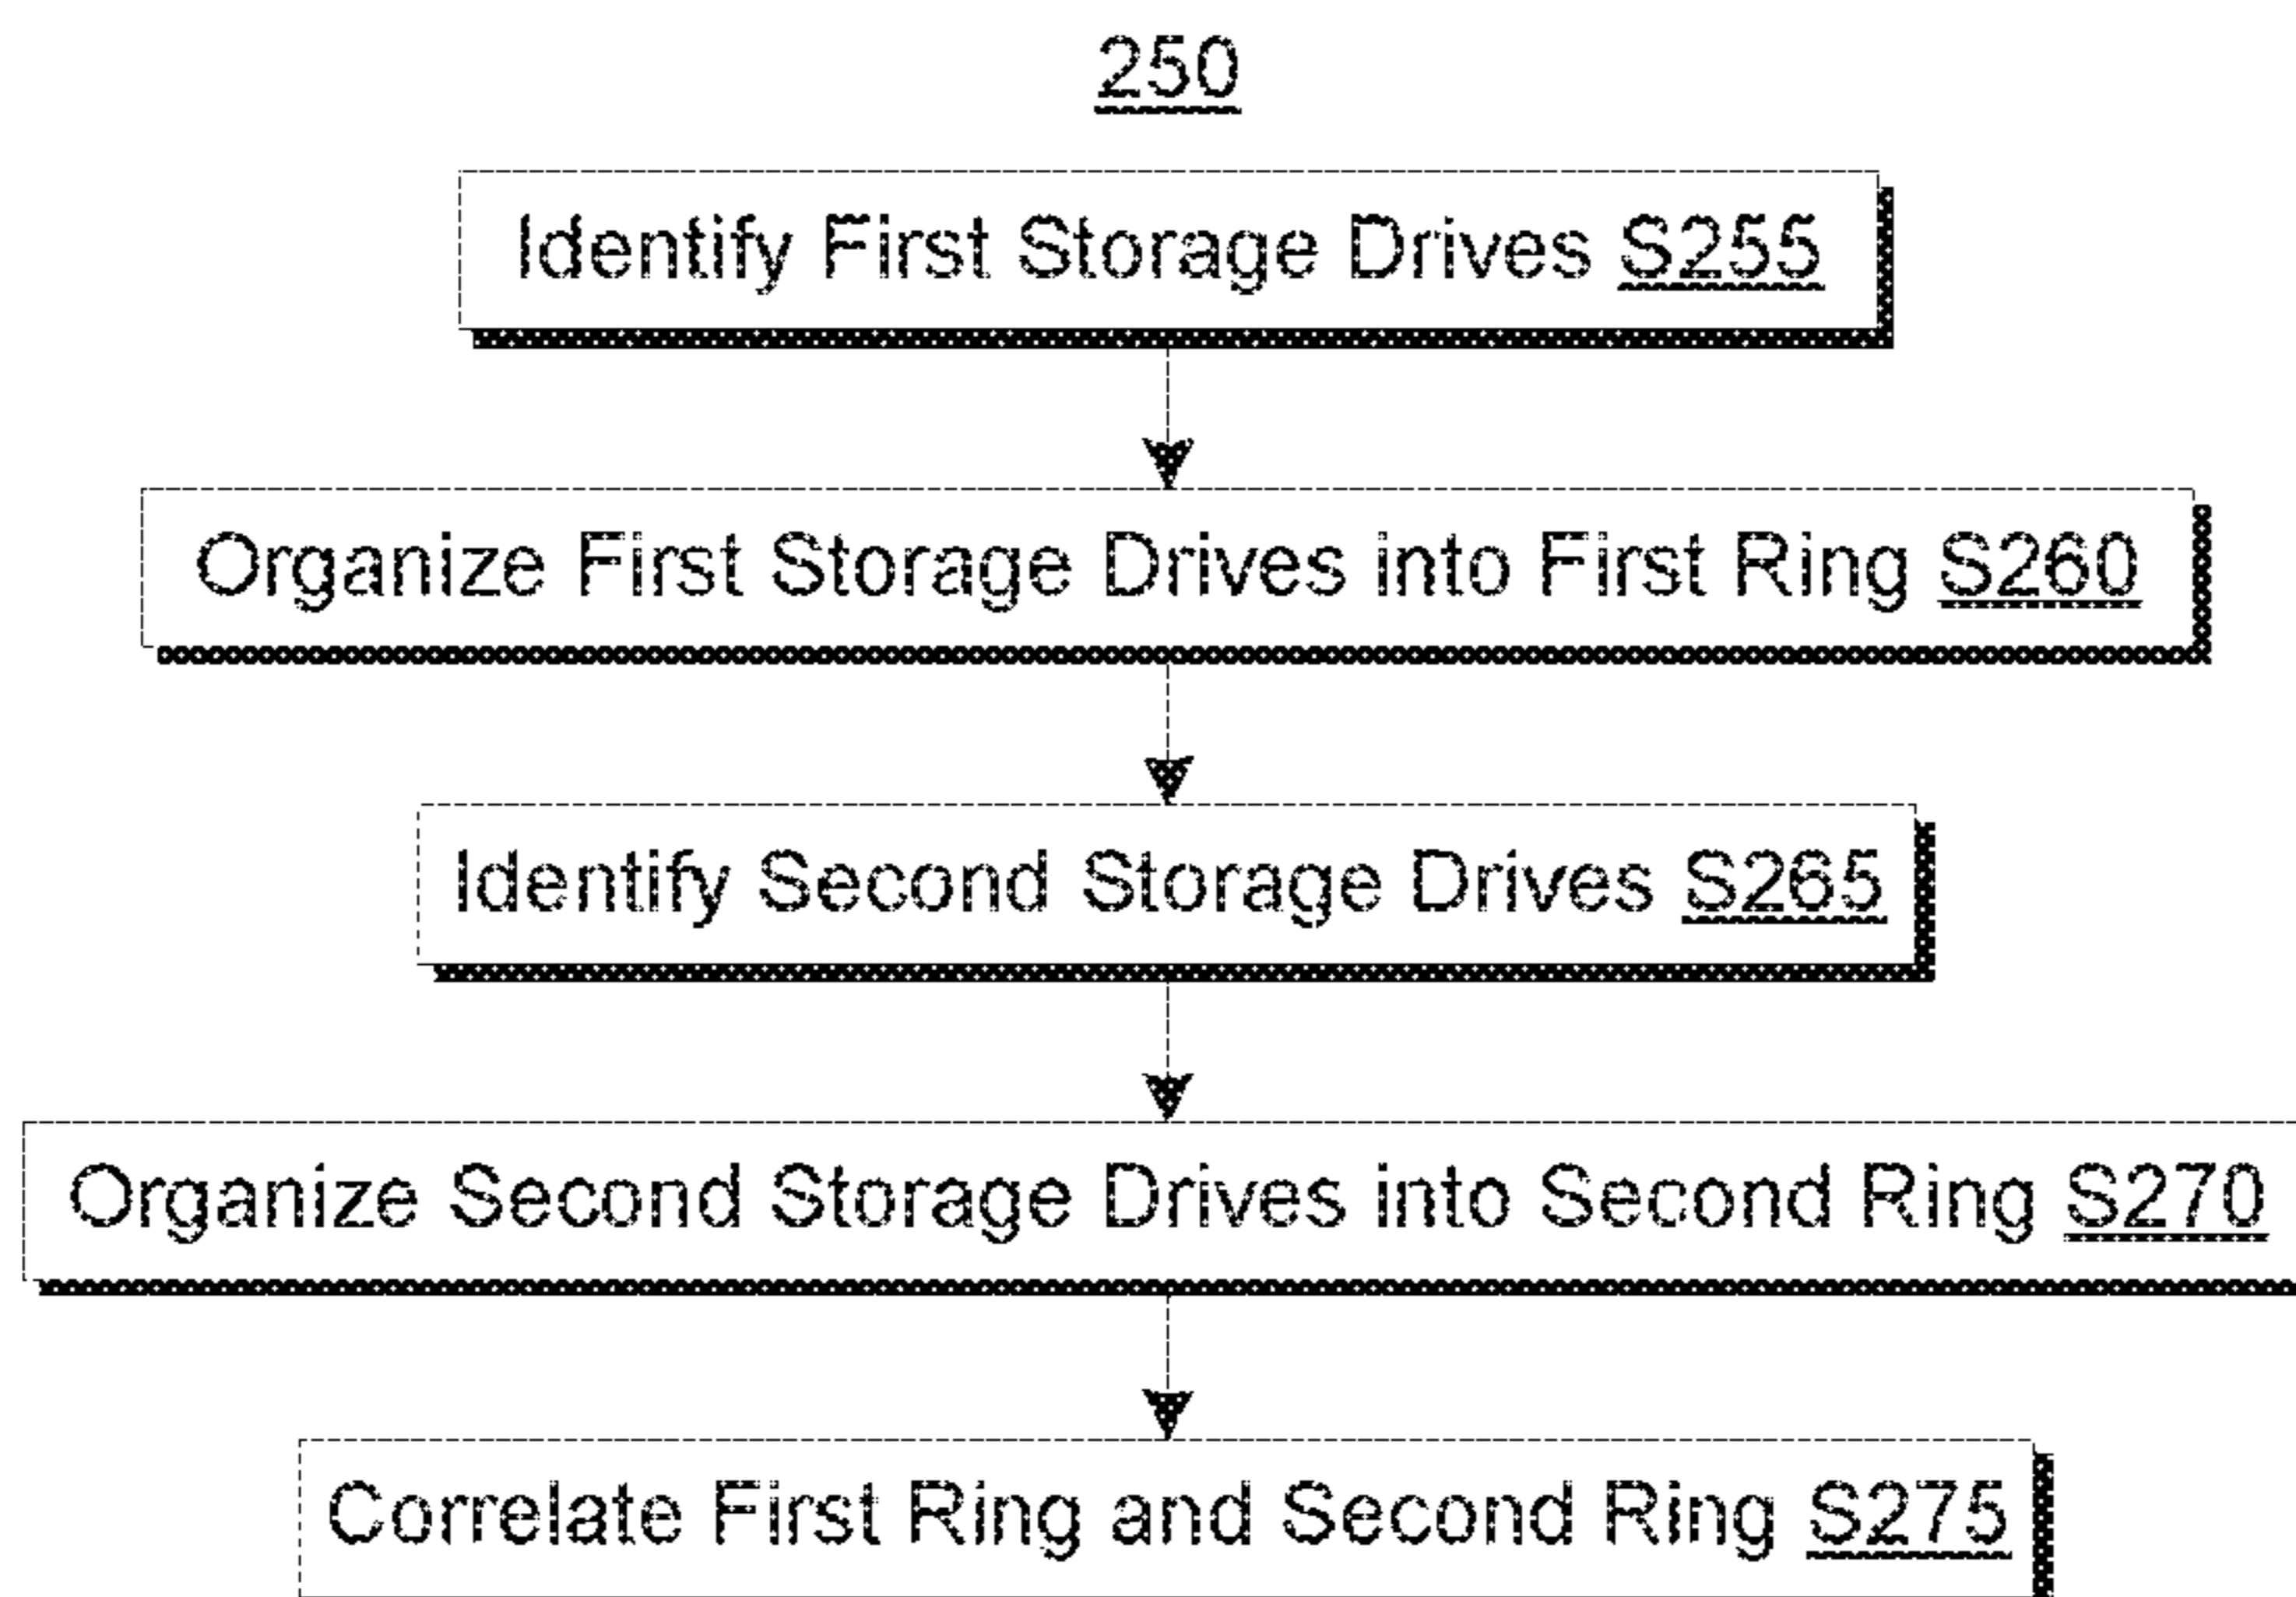 250
Identify First Storage Drives S255
Organize First Storage Drives into First Ring S260
Identify Second Storage Drives S265
Organize Second Storage Drives into Second Ring S270
Correlate First Ring and Second Ring S275